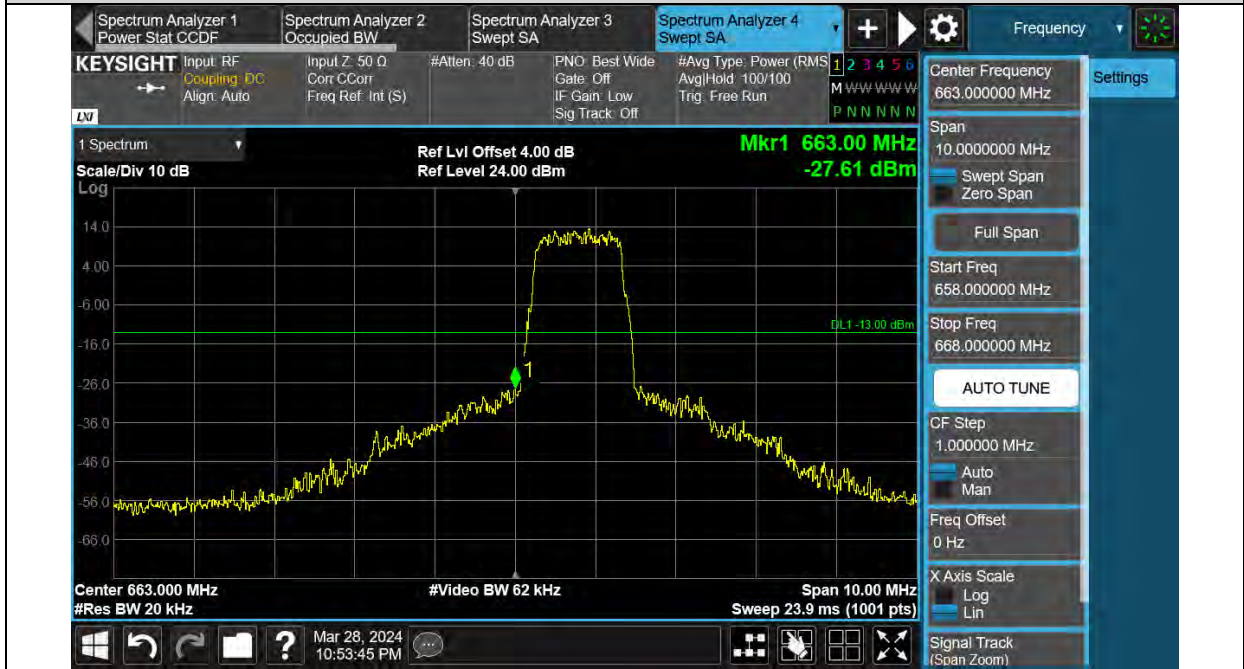 Spectrum Analyzer 1
Power Stat CCDF
Spectrum Analyzer 2
Occupied BW
Spectrum Analyzer 3
Swept SA
Spectrum Analyzer 4
Swept SA
Frequency
KEYSIGHT
LXI
Input: RF
Coupling: DC
Align: Auto
Input Z: 50 Ω
Corr CCorr
Freq Ref: Int (S)
#Atten: 40 dB
PNO: Best Wide
Gate: Off
IF Gain: Low
Sig Track: Off
#Avg Type: Power (RMS
Avg|Hold: 100/100
Trig: Free Run
1 2 3 4 5 6
M W W W W W
P N N N N N
1 Spectrum
Scale/Div 10 dB
Log
Ref Lvl Offset 4.00 dB
Ref Level 24.00 dBm
Mkr1 663.00 MHz
-27.61 dBm
14.0
4.00
-6.00
-16.0
-26.0
-36.0
-46.0
-56.0
-66.0
DL1 -13.00 dBm
1
Center 663.000 MHz
#Res BW 20 kHz
#Video BW 62 kHz
Span 10.00 MHz
Sweep 23.9 ms (1001 pts)
Mar 28, 2024
10:53:45 PM
Center Frequency
663.000000 MHz
Settings
Span
10.0000000 MHz
Swept Span
Zero Span
Full Span
Start Freq
658.000000 MHz
Stop Freq
668.000000 MHz
AUTO TUNE
CF Step
1.000000 MHz
Auto
Man
Freq Offset
0 Hz
X Axis Scale
Log
Lin
Signal Track
(Span Zoom)